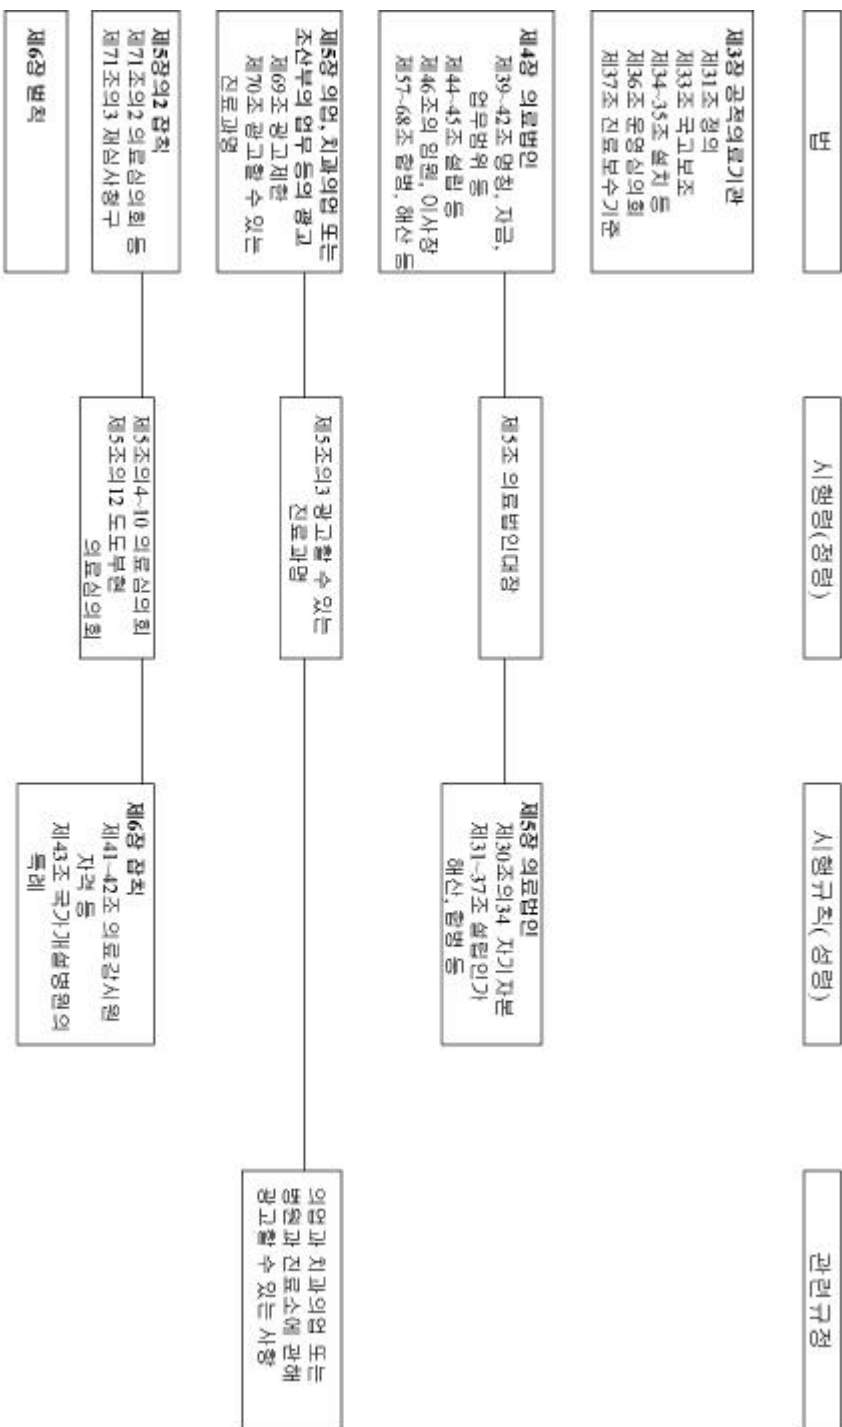 법
시행령(정령)
시행규칙(성령)
관련규정
제3장 공적의료기관
제31조 정의
제33조 국고보조
제34~35조 설치 등
제36조 운영심의회
제37조 진료보수기준
제4장 의료법인
제39~42조 명칭, 자금,
업무범위 등
제44~45조 설립 등
제46조의 임원, 이사장
제57~68조 합병, 해산 등
제5조 의료법인대장
제5장 의료법인
제30조의34 자기자본
제31~37조 설립인가
해산, 합병 등
제5장 의업, 치과의업 또는
조산부의 업무 등의 광고
제69조 광고제한
제70조 광고할 수 있는
진료과명
제5조의3 광고할 수 있는
진료과명
의업과 치과의업 또는
병원과 진료소에 관해
광고할 수 있는 사항
제5장의2 잡칙
제71조의2 의료심의회 등
제71조의3 재심사청구
제5조의4~10 의료심의회
제5조의12 도도부현
의료심의회
제6장 잡칙
제41~42조 의료감시원
자격 등
제43조 국가개설병원의
특례
제6장 벌칙